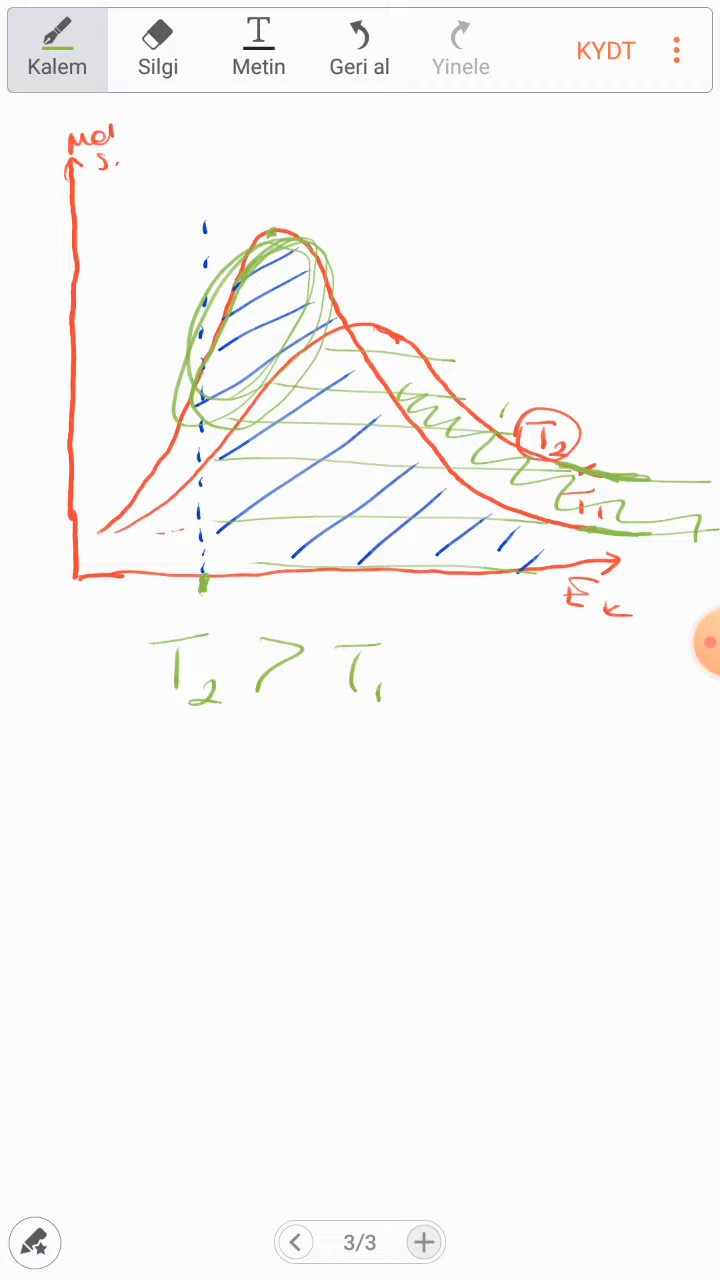 Kalem Silgi Metin Geri al Yinele KYDT
Mol
s.
T₂
T₁
Eₖ
T₂ > T₁
3/3